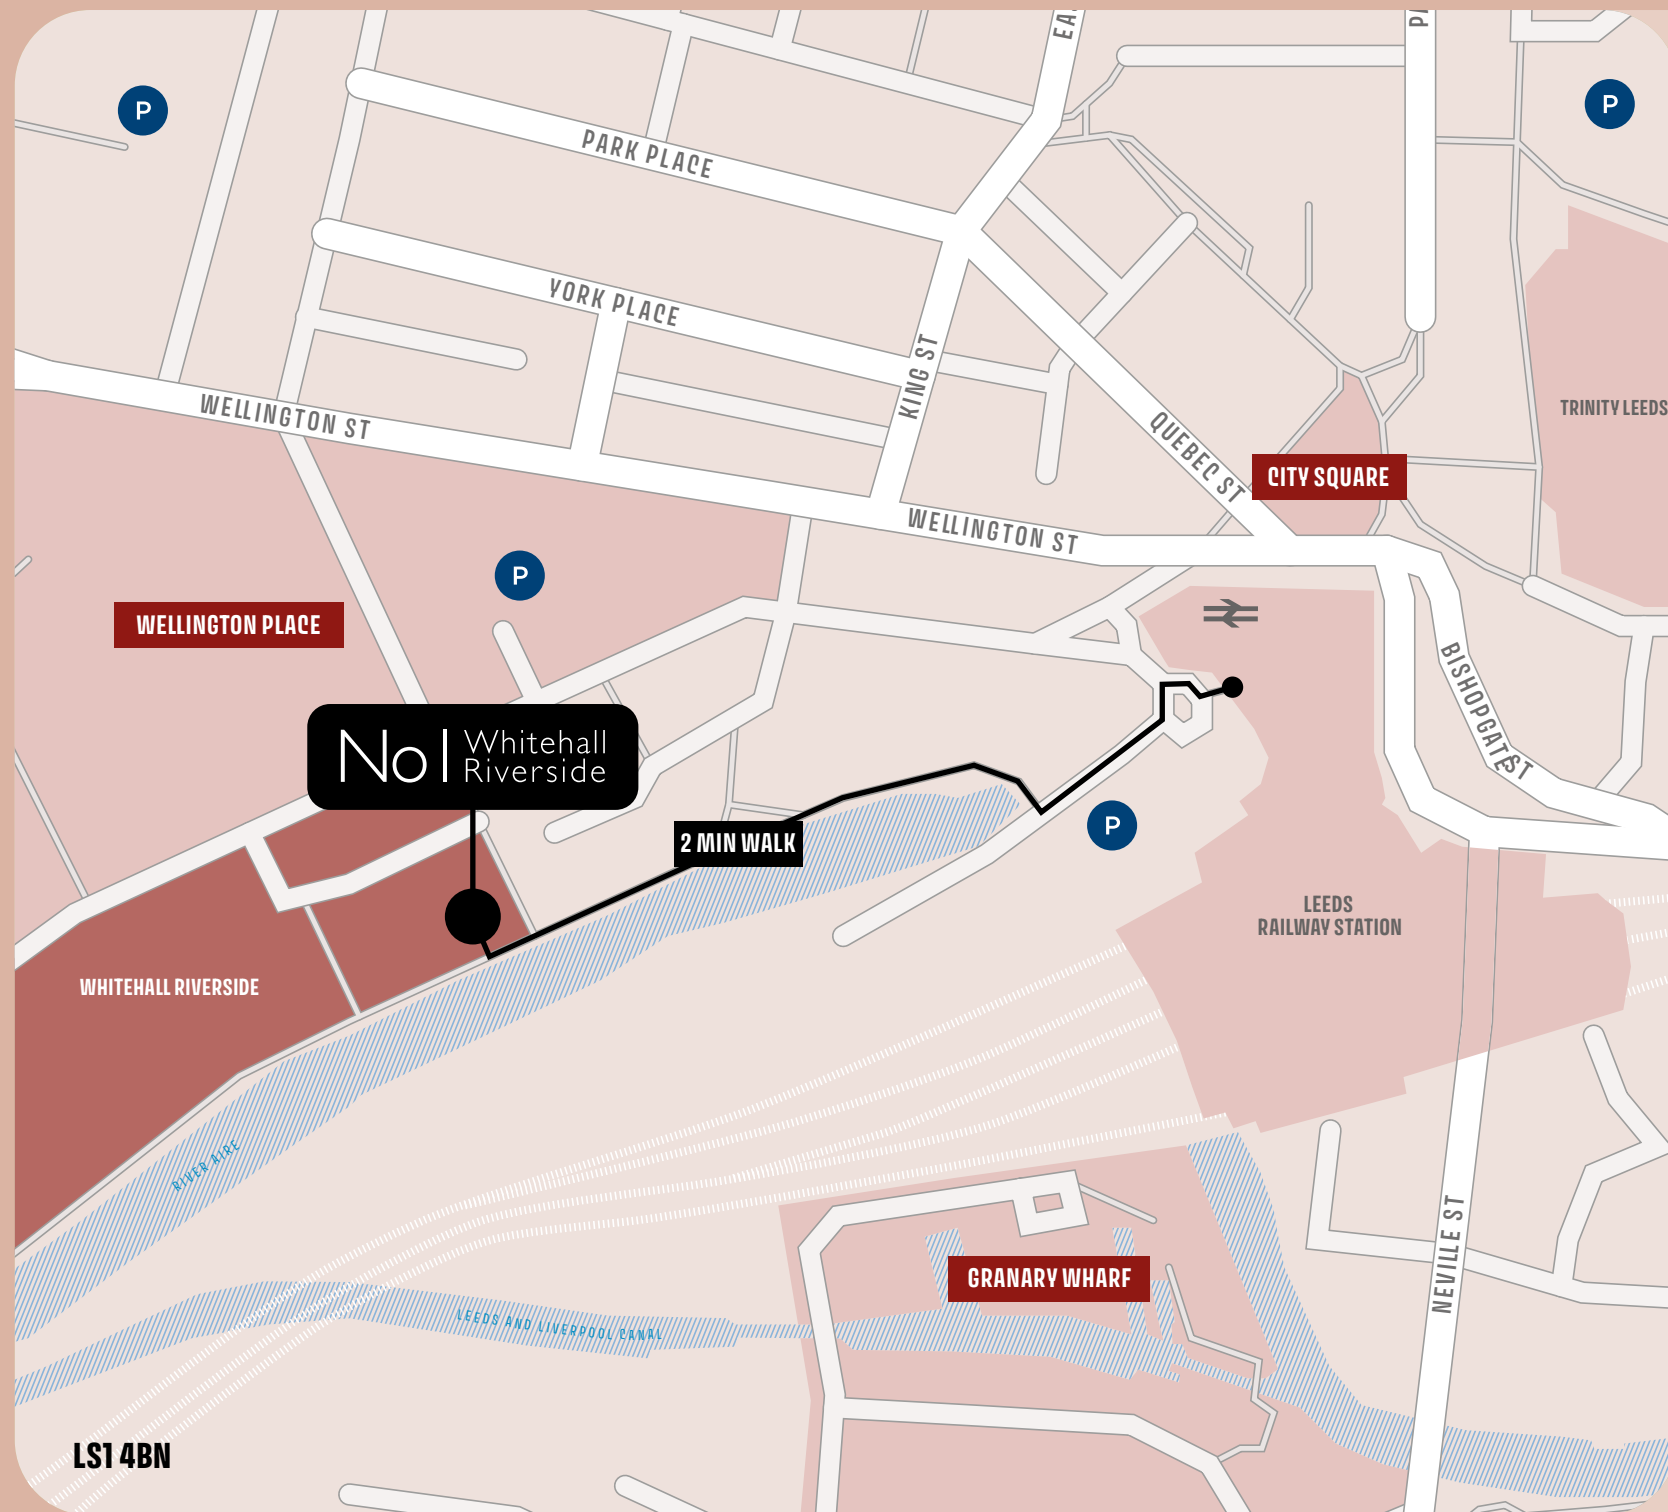 P
P
PARK PLACE
YORK PLACE
KING ST
WELLINGTON ST
QUEBEC ST
TRINITY LEEDS
CITY SQUARE
WELLINGTON ST
P
WELLINGTON PLACE
BISHOPGATE ST
No1 Whitehall
Riverside
P
2 MIN WALK
LEEDS
RAILWAY STATION
WHITEHALL RIVERSIDE
RIVER AIRE
NEVILLE ST
GRANARY WHARF
LEEDS AND LIVERPOOL CANAL
LS1 4BN